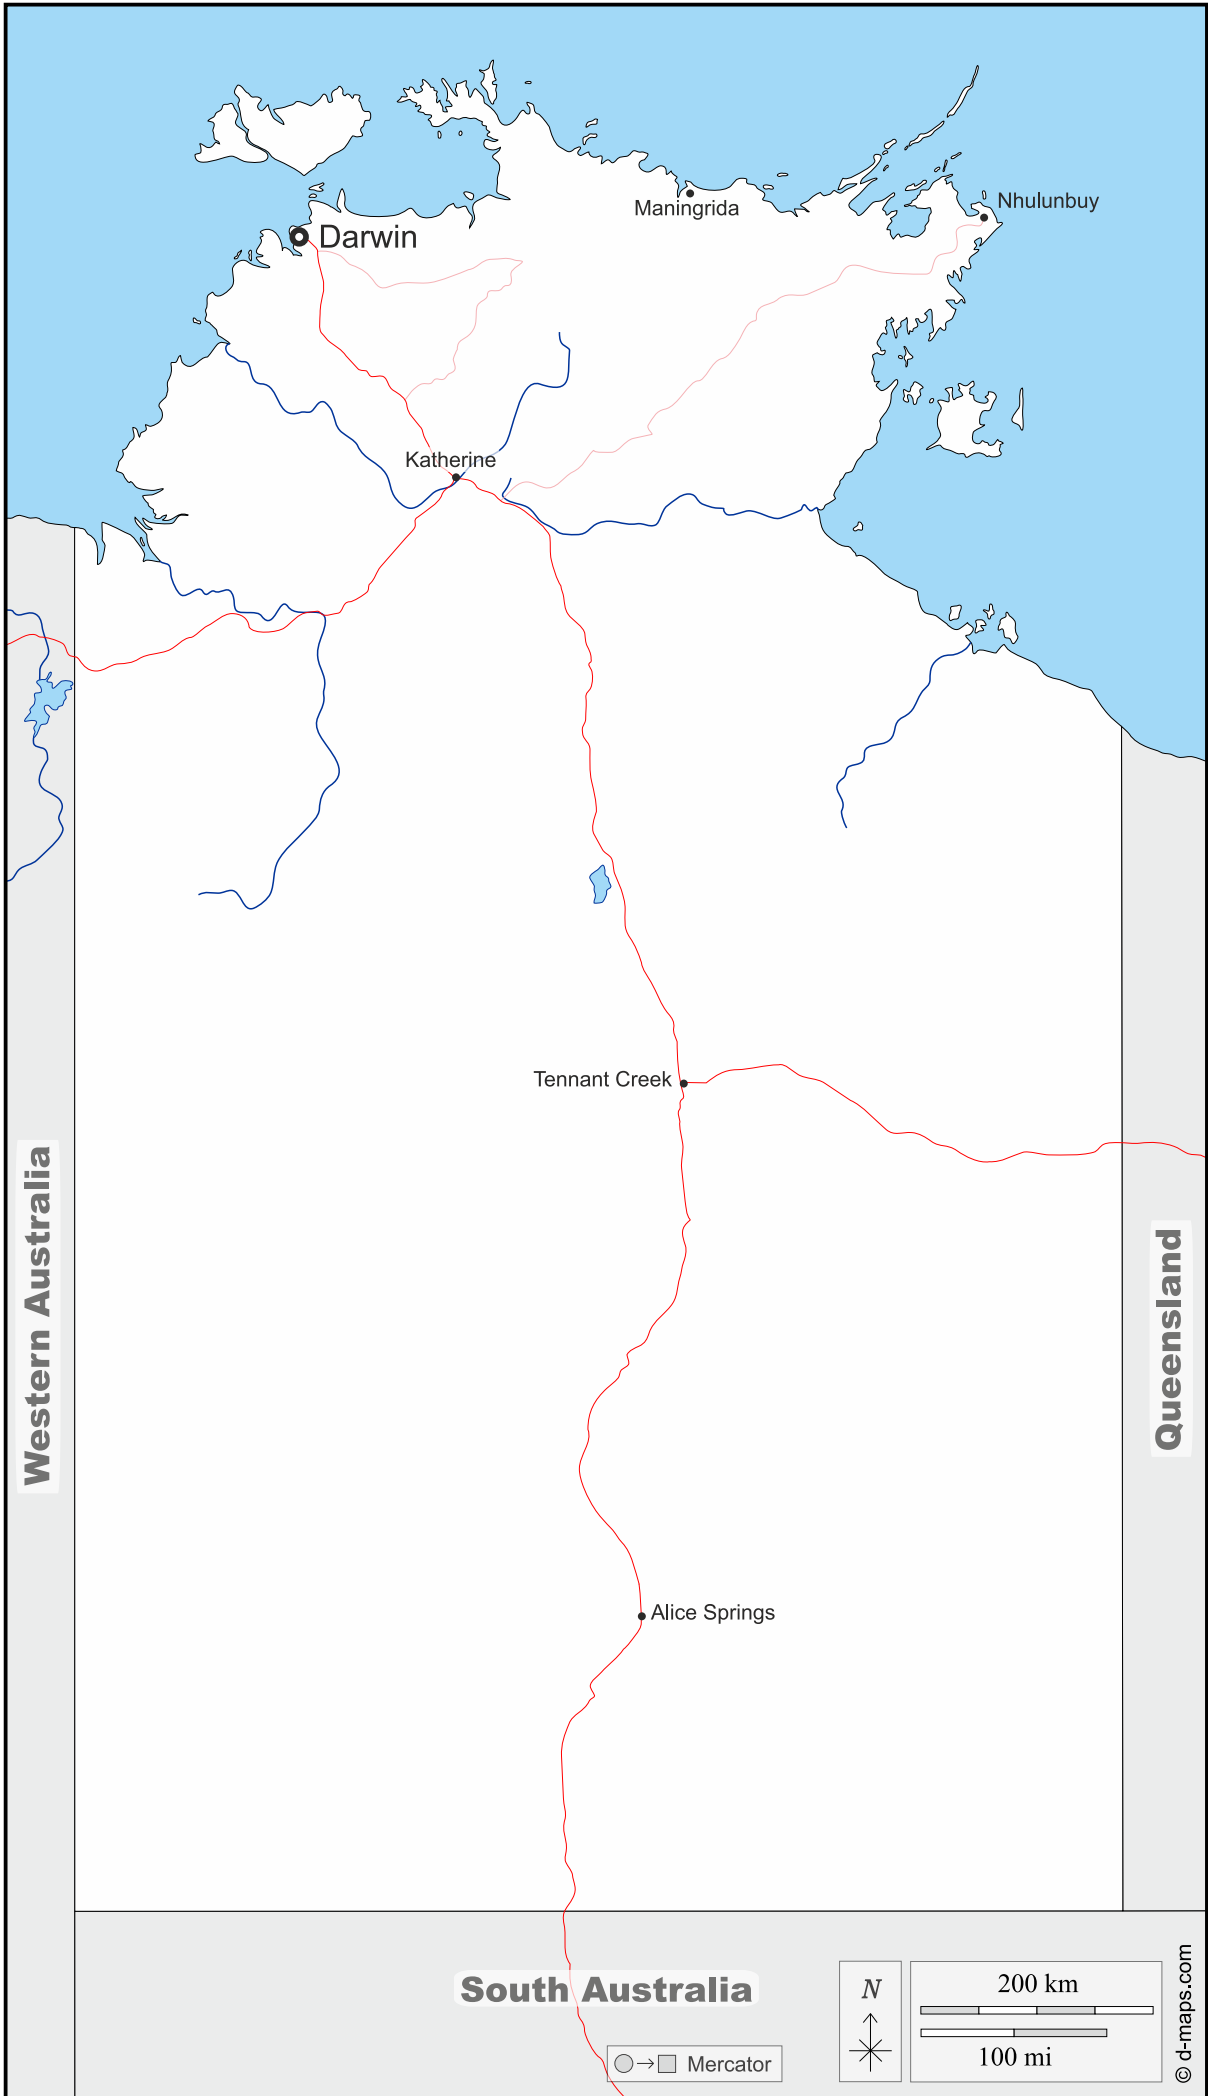 Maningrida
Nhulunbuy
Darwin
Katherine
Tennant Creek
Western Australia
Queensland
Alice Springs
South Australia
N
200 km
100 mi
Mercator
© d-maps.com